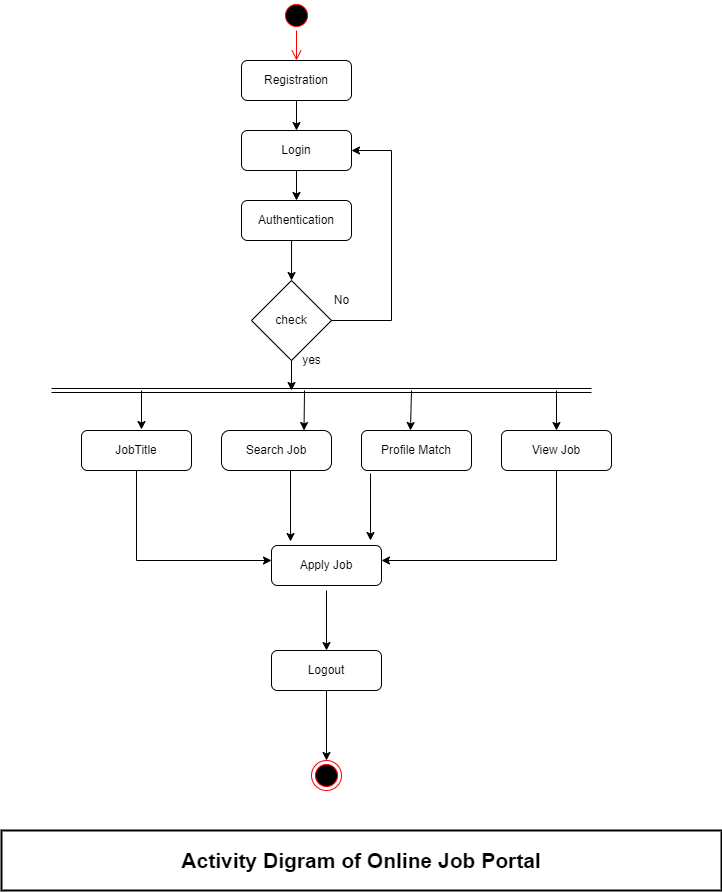 Registration
Login
Authentication
No
check
yes
JobTitle
Search Job
Profile Match
View Job
Apply Job
Logout
Activity Digram of Online Job Portal